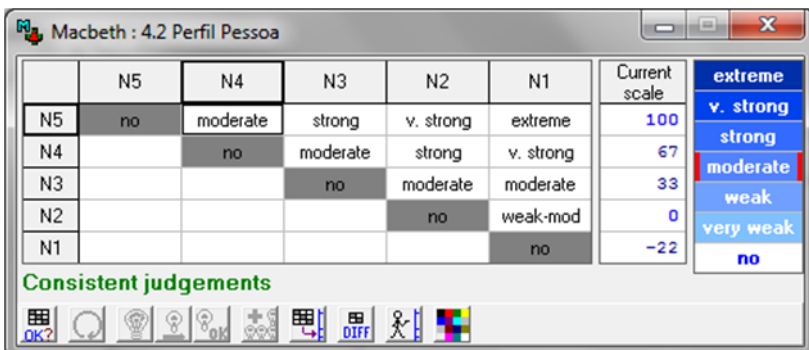 Macbeth : 4.2 Perfil Pessoa
N5 N4 N3 N2 N1 Current scale
N5 no moderate strong v. strong extreme 100
N4 no moderate strong v. strong 67
N3 no moderate moderate 33
N2 no weak-mod 0
N1 no -22
extreme
v. strong
strong
moderate
weak
very weak
no
Consistent judgements
OK? OK DIFF